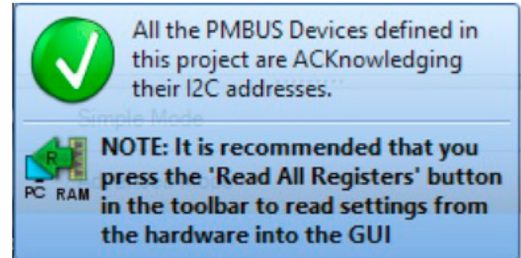 All the PMBUS Devices defined in
this project are ACKnowledging
their I2C addresses.
Simple Mode
NOTE: It is recommended that you
press the 'Read All Registers' button
in the toolbar to read settings from
the hardware into the GUI
R
PC RAM